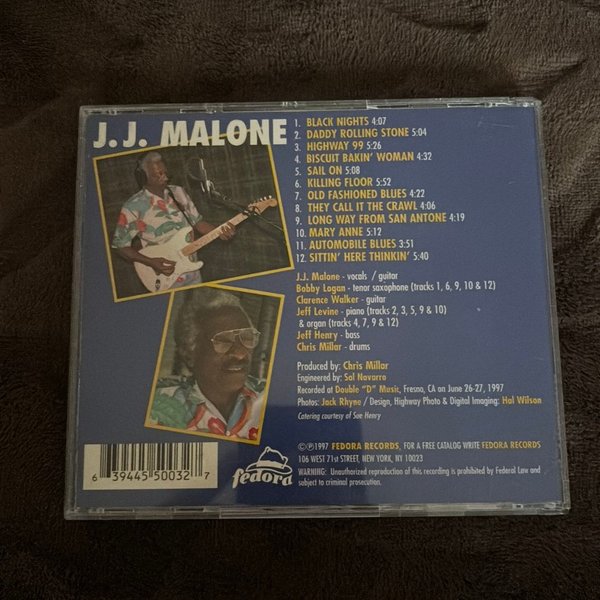 J.J. MALONE
1. BLACK NIGHTS 4:07
2. DADDY ROLLING STONE 5:04
3. HIGHWAY 99 5:26
4. BISCUIT BAKIN' WOMAN 4:32
5. SAIL ON 5:08
6. KILLING FLOOR 5:52
7. OLD FASHIONED BLUES 4:22
8. THEY CALL IT THE CRAWL 4:06
9. LONG WAY FROM SAN ANTONE 4:19
10. MARY ANNE 5:12
11. AUTOMOBILE BLUES 3:51
12. SITTIN' HERE THINKIN' 5:40
J.J. Malone - vocals / guitar
Bobby Logan - tenor saxophone (tracks 1, 6, 9, 10 & 12)
Clarence Walker - guitar
Jeff Levine - piano (tracks 2, 3, 5, 9 & 10)
& organ (tracks 4, 7, 9 & 12)
Jeff Henry - bass
Chris Millar - drums
Produced by: Chris Millar
Engineered by: Sal Navarro
Recorded at Double "D" Music, Fresno, CA on June 26-27, 1997
Photos: Jack Rhyne / Design, Highway Photo & Digital Imaging: Hal Wilson
Catering courtesy of Sue Henry
©℗1997 FEDORA RECORDS, FOR A FREE CATALOG WRITE FEDORA RECORDS
106 WEST 71st STREET, NEW YORK, NY 10023
WARNING: Unauthorized reproduction of this recording is prohibited by Federal Law and
subject to criminal prosecution.
fedora
6 39445 50032 7